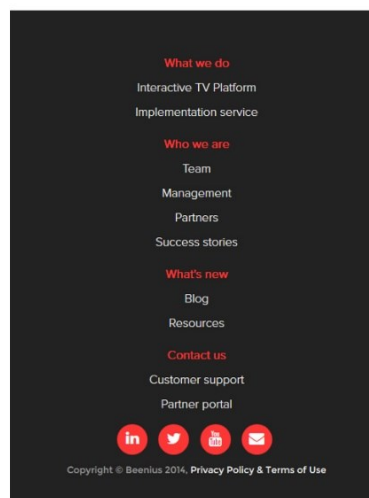 What we do
Interactive TV Platform
Implementation service
Who we are
Team
Management
Partners
Success stories
What's new
Blog
Resources
Contact us
Customer support
Partner portal
in You Tube
Copyright © Beenius 2014, Privacy Policy & Terms of Use